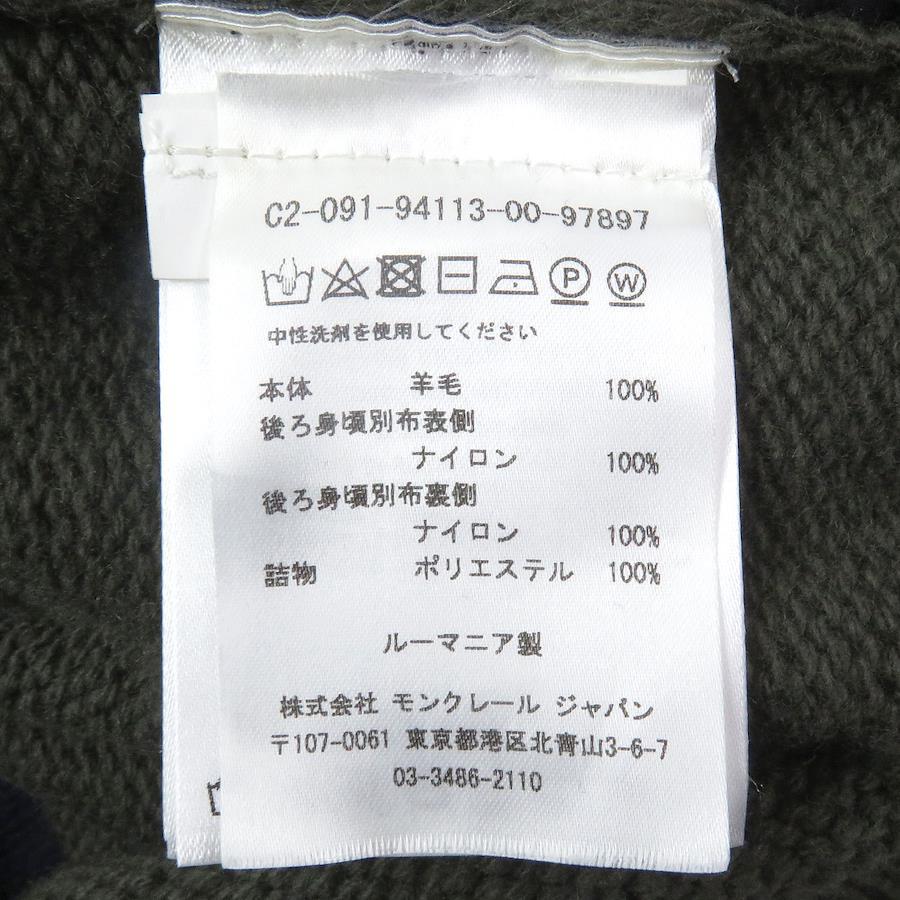 C2-091-94113-00-97897
P W
中性洗剤を使用してください
本体 羊毛 100%
後ろ身頃別布表側
ナイロン 100%
後ろ身頃別布裏側
ナイロン 100%
詰物 ポリエステル 100%
ルーマニア製
株式会社 モンクレール ジャパン
〒107-0061 東京都港区北青山3-6-7
03-3486-2110